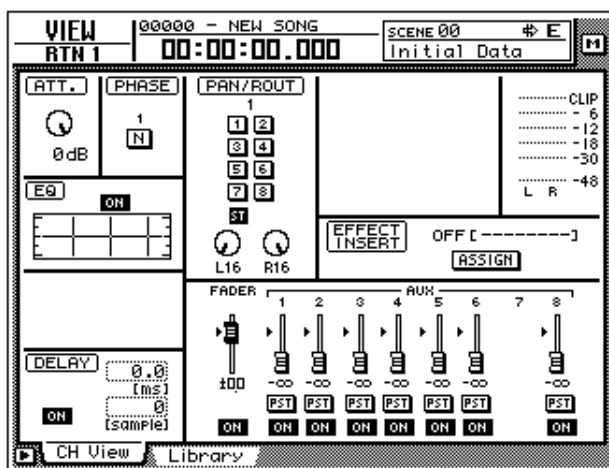 VIEW
RTN 1
00000 - NEW SONG
00:00:00.000
SCENE 00 E
Initial Data
M
ATT.
0dB
PHASE
1
N
PAN/ROUT
1
1 2
3 4
5 6
7 8
ST
L16 R16
CLIP
- 6
-12
-18
-30
-48
L R
EQ
ON
EFFECT
INSERT
OFF [---------]
ASSIGN
FADER AUX
1 2 3 4 5 6 7 8
±00 -∞ -∞ -∞ -∞ -∞ -∞ -∞
PST PST PST PST PST PST PST
ON ON ON ON ON ON ON ON
DELAY
0.0
[ms]
0
[sample]
ON
CH View
Library